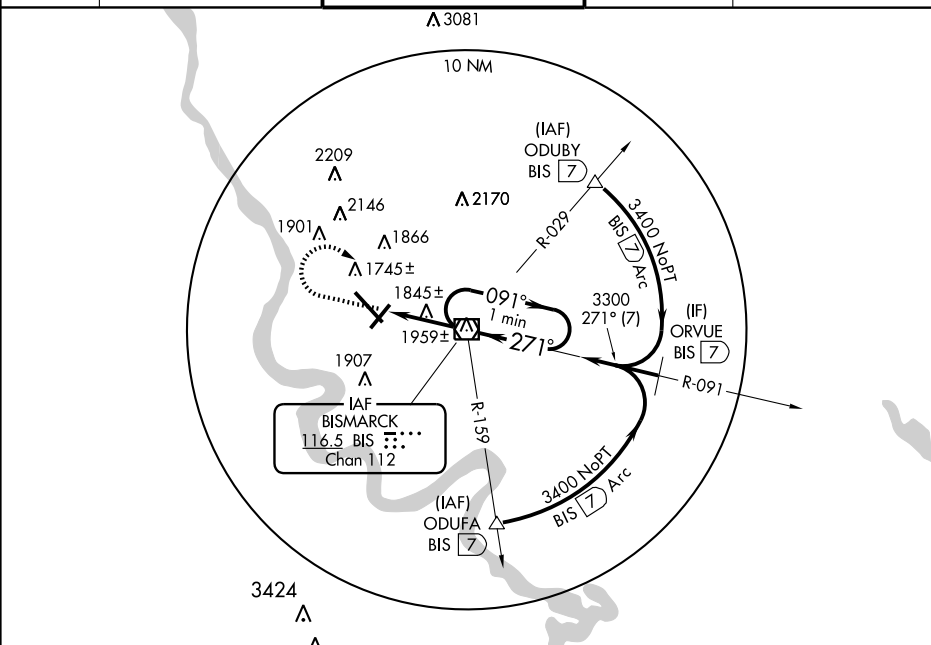 3081
10 NM
(IAF)
ODUBY
BIS 7
2209
2146
2170
1901
1866
R-029
3400 NoPT
BIS 7 Arc
1745±
1845±
091°
1 min
271°
3300
271° (7)
(IF)
ORVUE
BIS 7
1959±
1907
R-091
IAF
BISMARCK
116.5 BIS
Chan 112
R-159
3400 NoPT
BIS 7 Arc
(IAF)
ODUFA
BIS 7
3424